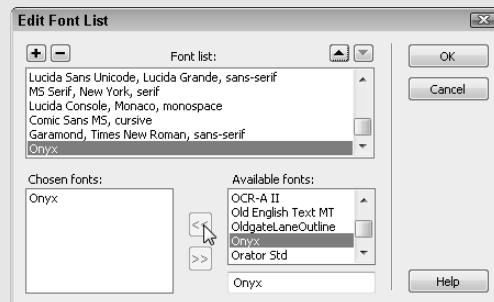 Edit Font List
Font list:
OK
Lucida Sans Unicode, Lucida Grande, sans-serif
MS Serif, New York, serif
Cancel
Lucida Console, Monaco, monospace
Comic Sans MS, cursive
Garamond, Times New Roman, sans-serif
Onyx
Chosen fonts:
Available fonts:
Onyx
OCR-A II
Old English Text MT
<<
OldgateLaneOutline
Onyx
>>
Orator Std
Onyx
Help